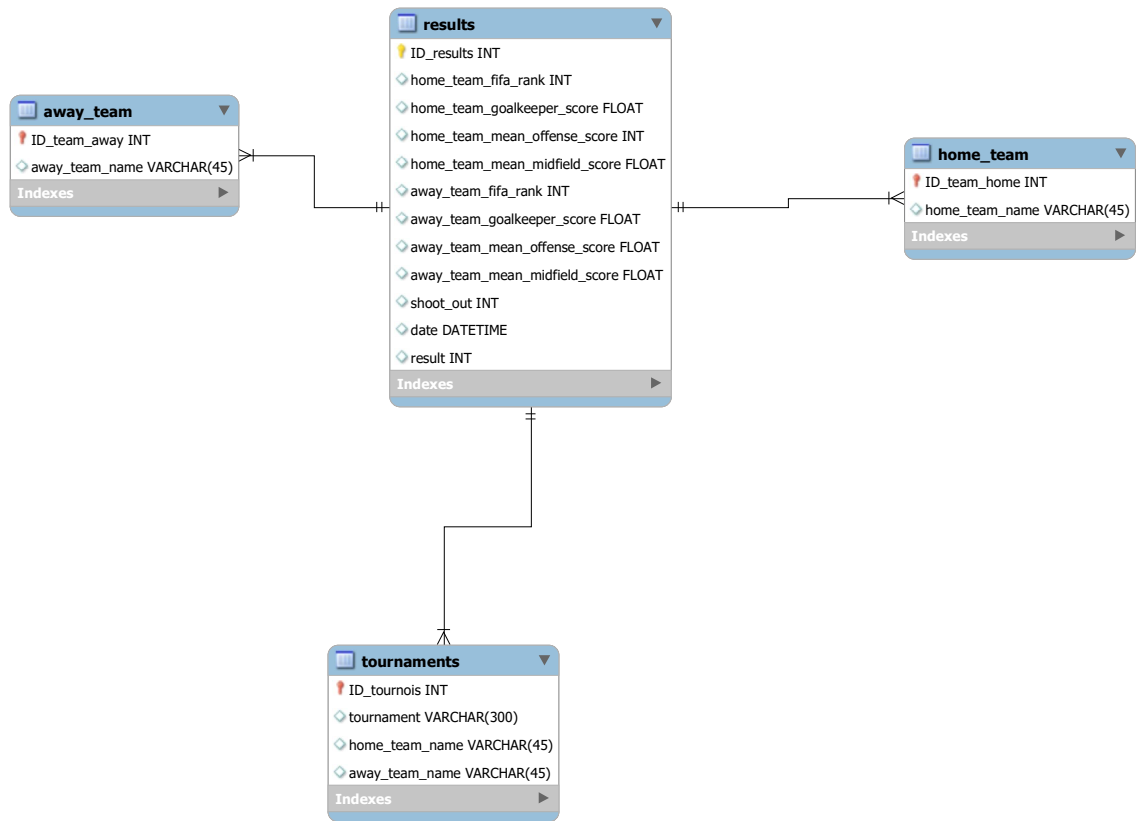 results
ID_results INT
home_team_fifa_rank INT
home_team_goalkeeper_score FLOAT
home_team_mean_offense_score INT
home_team_mean_midfield_score FLOAT
away_team_fifa_rank INT
away_team_goalkeeper_score FLOAT
away_team_mean_offense_score FLOAT
away_team_mean_midfield_score FLOAT
shoot_out INT
date DATETIME
result INT
Indexes
away_team
ID_team_away INT
away_team_name VARCHAR(45)
Indexes
home_team
ID_team_home INT
home_team_name VARCHAR(45)
Indexes
tournaments
ID_tournois INT
tournament VARCHAR(300)
home_team_name VARCHAR(45)
away_team_name VARCHAR(45)
Indexes